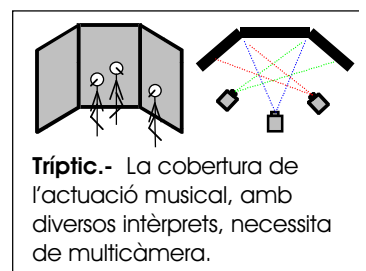 Tríptic.- La cobertura de
l'actuació musical, amb
diversos intèrprets, necessita
de multicàmera.